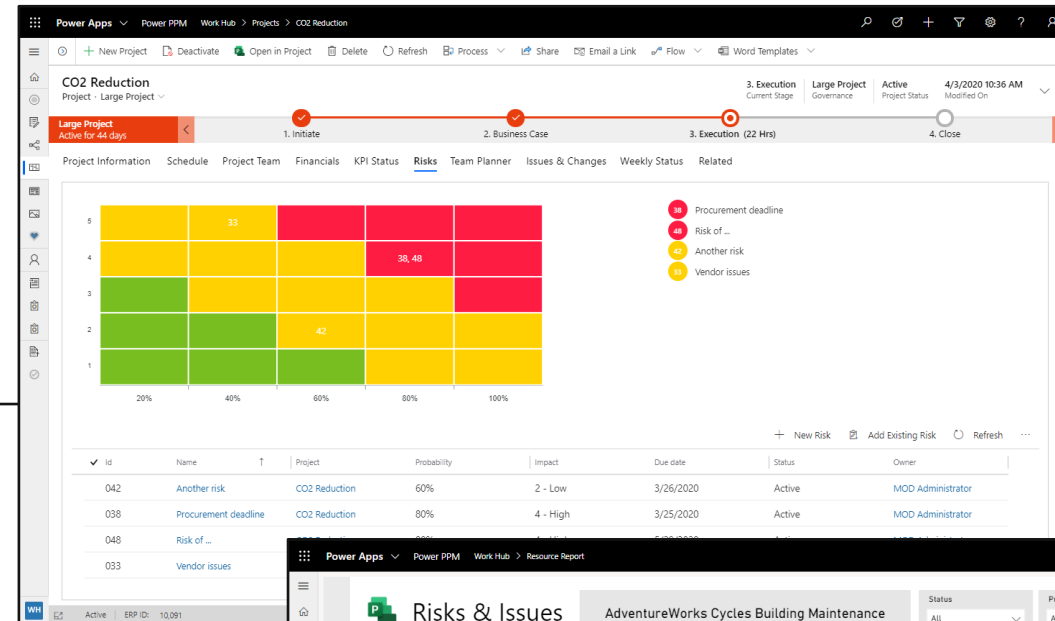 Power Apps Power PPM Work Hub > Projects > CO2 Reduction
+ New Project Deactivate Open in Project Delete Refresh Process Share Email a Link Flow Word Templates
CO2 Reduction
Project · Large Project
3. Execution Large Project Active 4/3/2020 10:36 AM
Current Stage Governance Project Status Modified On
Large Project
Active for 44 days
1. Initiate 2. Business Case 3. Execution (22 Hrs) 4. Close
Project Information Schedule Project Team Financials KPI Status Risks Team Planner Issues & Changes Weekly Status Related
5 33
4 38, 48
3
2 42
1
20% 40% 60% 80% 100%
38 Procurement deadline
48 Risk of ...
42 Another risk
33 Vendor issues
+ New Risk Add Existing Risk Refresh ...
Id Name Project Probability Impact Due date Status Owner
042 Another risk CO2 Reduction 60% 2 - Low 3/26/2020 Active MOD Administrator
038 Procurement deadline CO2 Reduction 80% 4 - High 3/25/2020 Active MOD Administrator
048 Risk of ...
033 Vendor issues
WH Active ERP ID: 10,091
Power Apps Power PPM Work Hub > Resource Report
Risks & Issues AdventureWorks Cycles Building Maintenance
Status
All